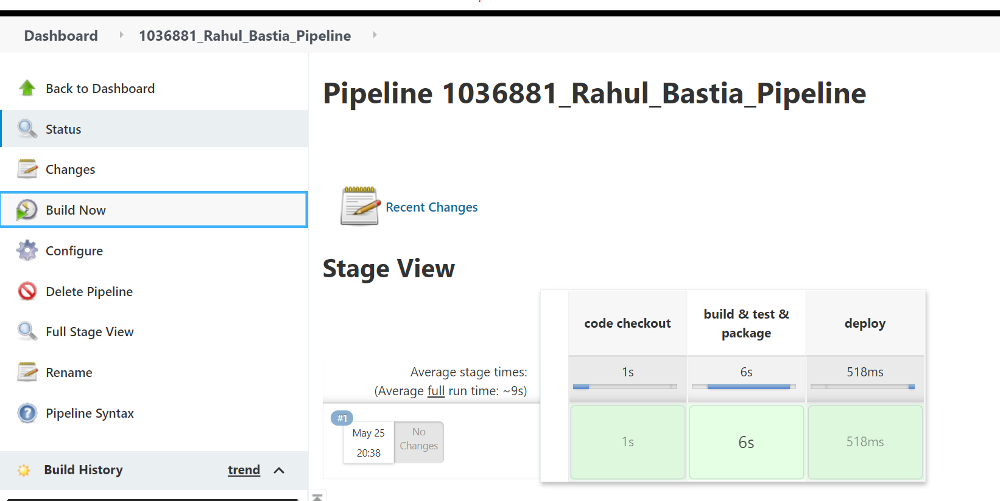 Dashboard
1036881_Rahul_Bastia_Pipeline
Back to Dashboard
Status
Changes
Build Now
Configure
Delete Pipeline
Full Stage View
Rename
Pipeline Syntax
Build History
trend
Pipeline 1036881_Rahul_Bastia_Pipeline
Recent Changes
Stage View
code checkout
build & test &
package
deploy
Average stage times:
(Average full run time: ~9s)
1s
6s
518ms
#1
May 25
20:38
No
Changes
1s
6s
518ms